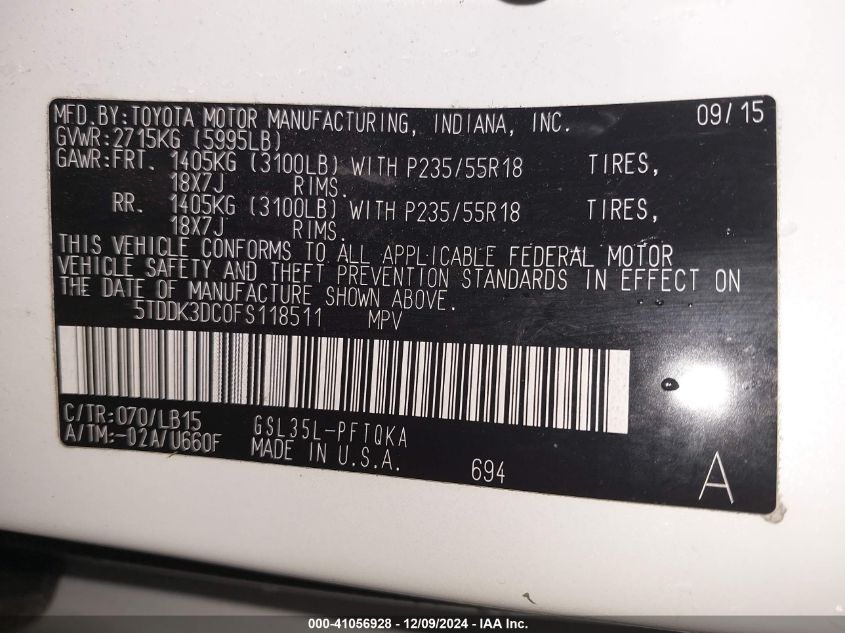 MFD.BY:TOYOTA MOTOR MANUFACTURING, INDIANA, INC. 09/15
GVWR:2715KG (5995LB)
GAWR:FRT. 1405KG (3100LB) WITH P235/55R18 TIRES,
18X7J RIMS.
RR. 1405KG (3100LB) WITH P235/55R18 TIRES,
18X7J RIMS.
THIS VEHICLE CONFORMS TO ALL APPLICABLE FEDERAL MOTOR
VEHICLE SAFETY AND THEFT PREVENTION STANDARDS IN EFFECT ON
THE DATE OF MANUFACTURE SHOWN ABOVE.
5TDDK3DC0FS118511 MPV
C/TR:070/LB15 GSL35L-PFTQKA
A/TM:-02A/U660F MADE IN U.S.A. 694
A
000-41056928 - 12/09/2024 - IAA Inc.